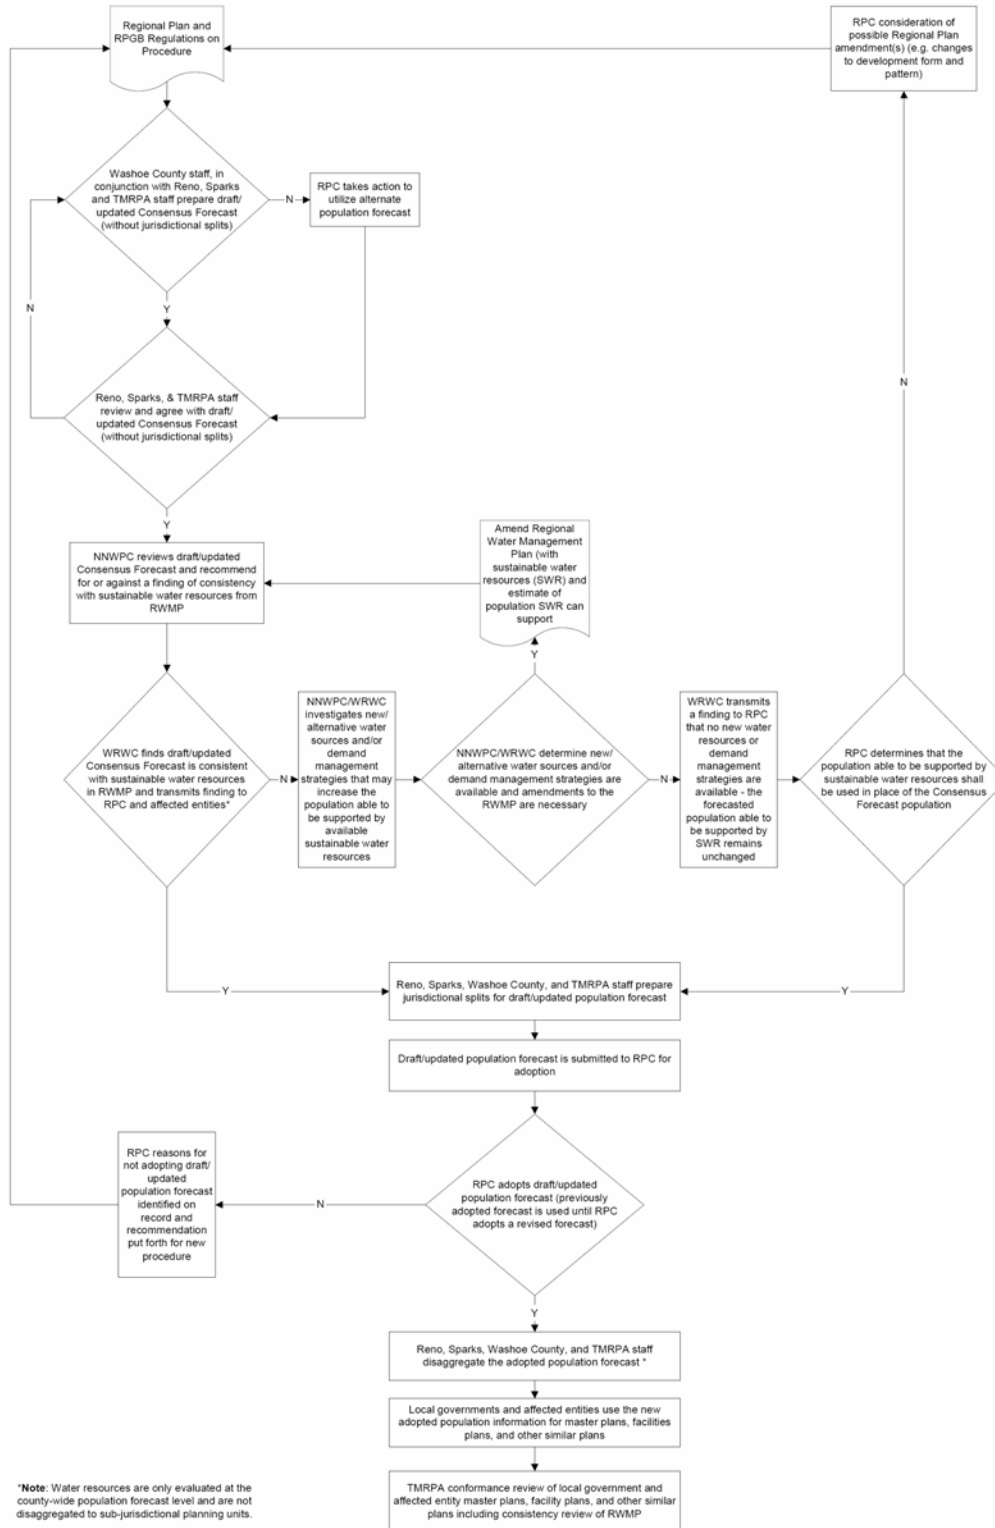 Regional Plan and
RPGB Regulations on
Procedure
RPC consideration of
possible Regional Plan
amendment(s) (e.g. changes
to development form and
pattern)
Washoe County staff, in
conjunction with Reno, Sparks
and TMRPA staff prepare draft/
updated Consensus Forecast
(without jurisdictional splits)
N
RPC takes action to
utilize alternate
population forecast
N
Y
N
Reno, Sparks, & TMRPA staff
review and agree with draft/
updated Consensus Forecast
(without jurisdictional splits)
Y
NNWPC reviews draft/updated
Consensus Forecast and recommend
for or against a finding of consistency
with sustainable water resources from
RWMP
Amend Regional
Water Management
Plan (with
sustainable water
resources (SWR) and
estimate of
population SWR can
support
Y
WRWC finds draft/updated
Consensus Forecast is consistent
with sustainable water resources
in RWMP and transmits finding to
RPC and affected entities*
N
NNWPC/WRWC
investigates new/
alternative water
sources and/or
demand
management
strategies that may
increase the
population able to
be supported by
available
sustainable water
resources
NNWPC/WRWC determine new/
alternative water sources and/or
demand management strategies are
available and amendments to the
RWMP are necessary
N
WRWC transmits
a finding to RPC
that no new water
resources or
demand
management
strategies are
available - the
forecasted
population able to
be supported by
SWR remains
unchanged
RPC determines that the
population able to be supported by
sustainable water resources shall
be used in place of the Consensus
Forecast population
Y
Reno, Sparks, Washoe County, and TMRPA staff prepare
jurisdictional splits for draft/updated population forecast
Y
Draft/updated population forecast is submitted to RPC for
adoption
RPC reasons for
not adopting draft/
updated
population forecast
identified on
record and
recommendation
put forth for new
procedure
N
RPC adopts draft/updated
population forecast (previously
adopted forecast is used until RPC
adopts a revised forecast)
Y
Reno, Sparks, Washoe County, and TMRPA staff
disaggregate the adopted population forecast *
Local governments and affected entities use the new
adopted population information for master plans, facilities
plans, and other similar plans
TMRPA conformance review of local government and
affected entity master plans, facility plans, and other similar
plans including consistency review of RWMP
*Note: Water resources are only evaluated at the
county-wide population forecast level and are not
disaggregated to sub-jurisdictional planning units.